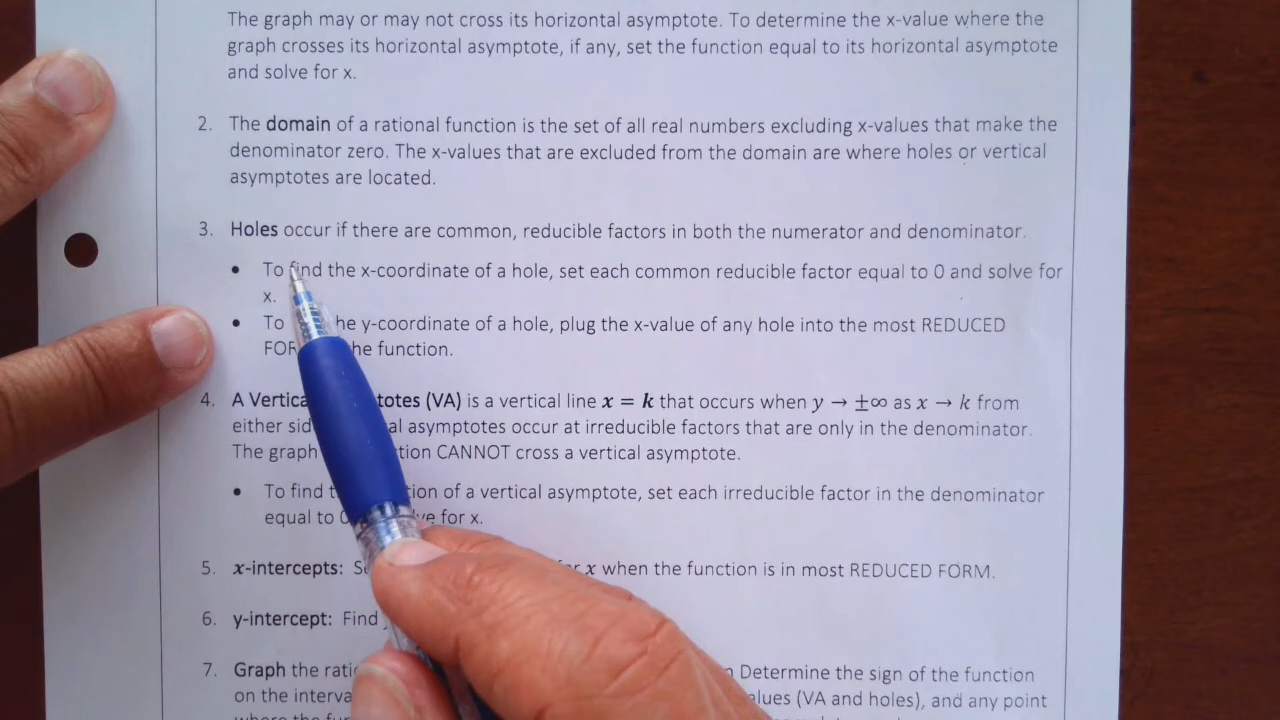 The graph may or may not cross its horizontal asymptote. To determine the x-value where the
graph crosses its horizontal asymptote, if any, set the function equal to its horizontal asymptote
and solve for x.
2. The domain of a rational function is the set of all real numbers excluding x-values that make the
denominator zero. The x-values that are excluded from the domain are where holes or vertical
asymptotes are located.
3. Holes occur if there are common, reducible factors in both the numerator and denominator.
• To find the x-coordinate of a hole, set each common reducible factor equal to 0 and solve for
x.
• To he y-coordinate of a hole, plug the x-value of any hole into the most REDUCED
FOR he function.
4. A Vertica totes (VA) is a vertical line x = k that occurs when y → ±∞ as x → k from
either sid al asymptotes occur at irreducible factors that are only in the denominator.
The graph tion CANNOT cross a vertical asymptote.
• To find t ion of a vertical asymptote, set each irreducible factor in the denominator
equal to 0 ve for x.
5. x-intercepts: S for x when the function is in most REDUCED FORM.
6. y-intercept: Find
7. Graph the rati Determine the sign of the function
on the interva alues (VA and holes), and any point